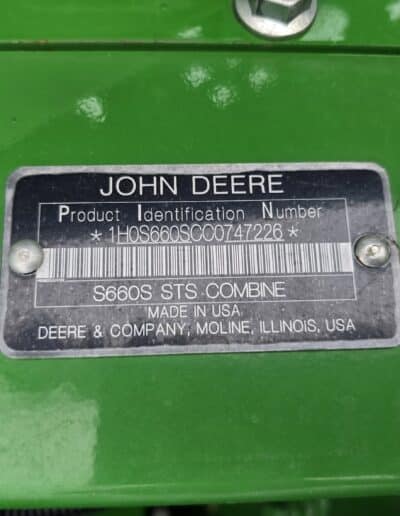 JOHN DEERE
Product Identification Number
*1H0S660SCC0747226*
S660S STS COMBINE
MADE IN USA
DEERE & COMPANY, MOLINE, ILLINOIS, USA